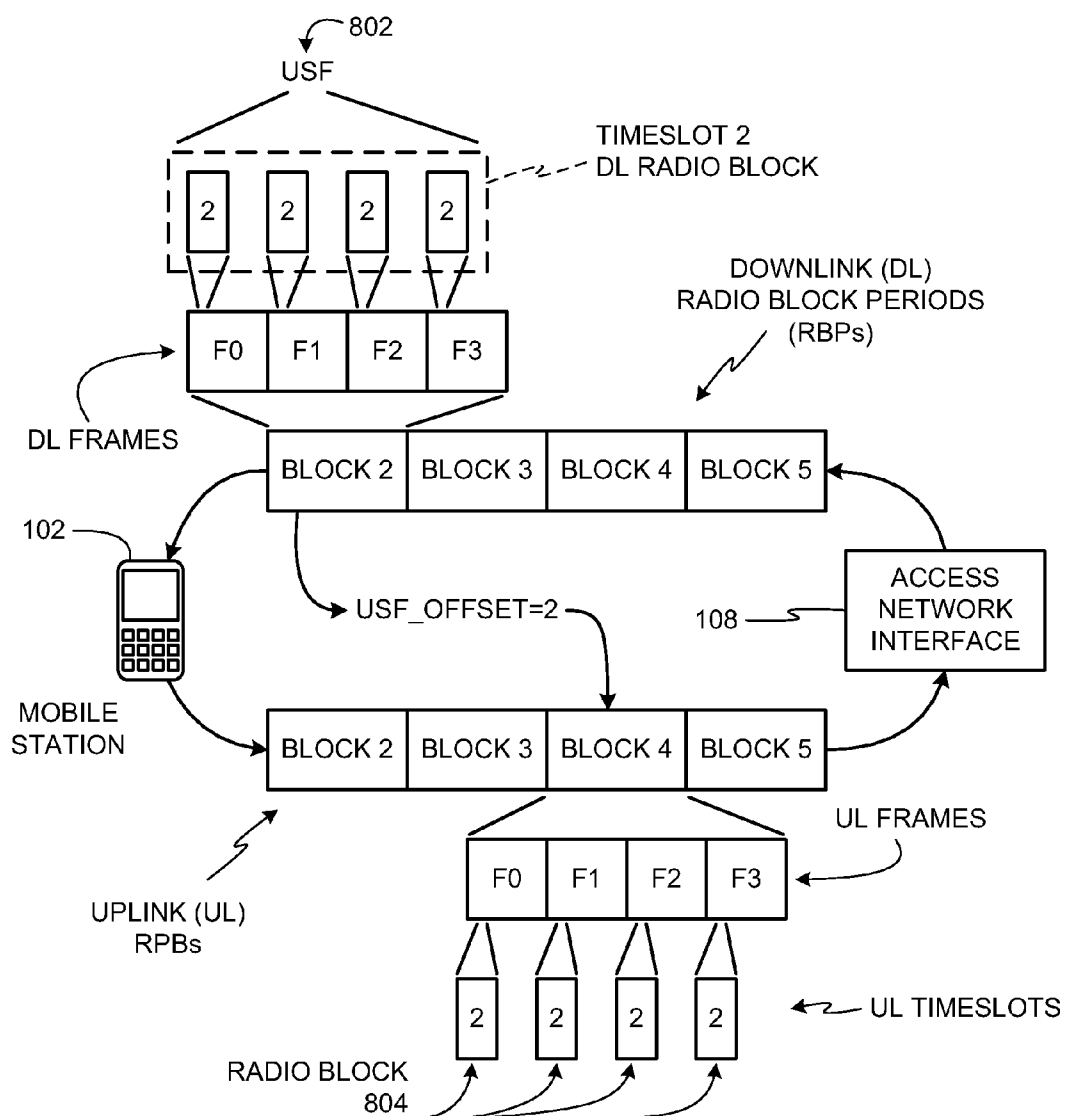 802
USF
TIMESLOT 2
DL RADIO BLOCK
2 2 2 2
DOWNLINK (DL)
RADIO BLOCK PERIODS
(RBPs)
F0 F1 F2 F3
DL FRAMES
BLOCK 2 BLOCK 3 BLOCK 4 BLOCK 5
102
ACCESS
NETWORK
INTERFACE
108
USF_OFFSET=2
MOBILE
STATION
BLOCK 2 BLOCK 3 BLOCK 4 BLOCK 5
UL FRAMES
F0 F1 F2 F3
UPLINK (UL)
RPBs
2 2 2 2
UL TIMESLOTS
RADIO BLOCK
804